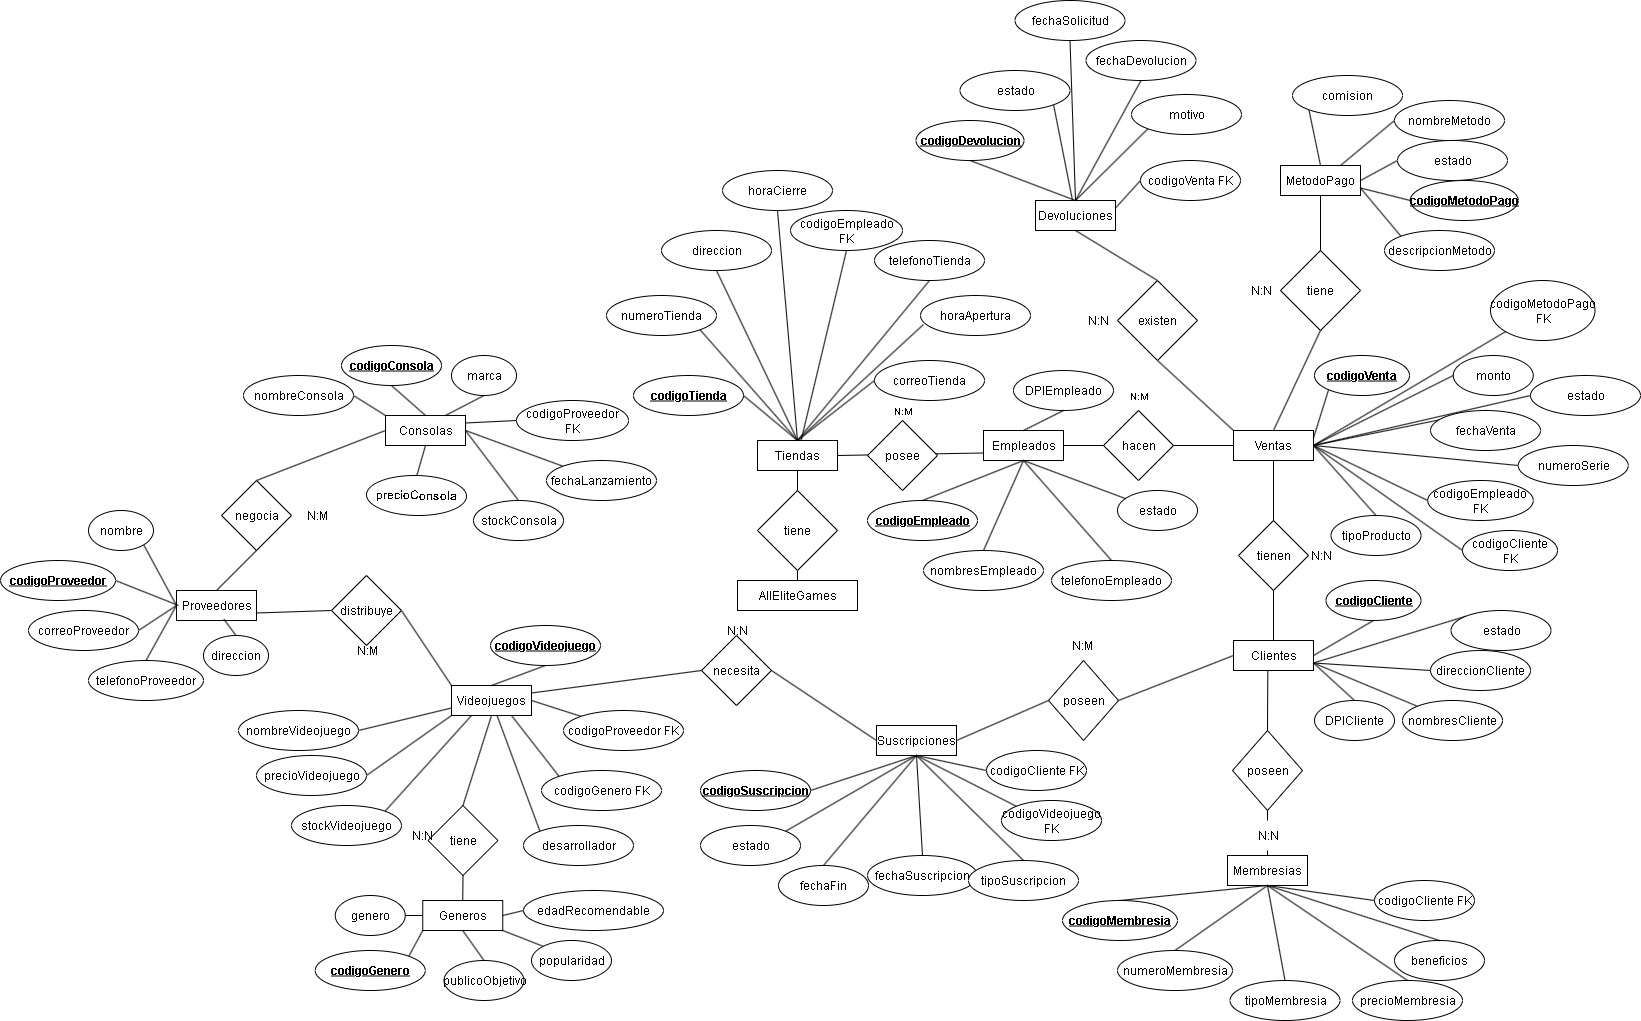 fechaSolicitud
fechaDevolucion
estado
motivo
codigoDevolucion
codigoVenta FK
Devoluciones
comision
nombreMetodo
estado
MetodoPago
codigoMetodoPago
descripcionMetodo
N:N
tiene
N:N
existen
horaCierre
codigoEmpleado
FK
direccion
telefonoTienda
numeroTienda
horaApertura
codigoTienda
correoTienda
Tiendas
N:M
posee
tiene
AllEliteGames
DPIEmpleado
Empleados
codigoEmpleado
estado
nombresEmpleado
telefonoEmpleado
N:M
hacen
Ventas
codigoMetodoPago
FK
codigoVenta
monto
estado
fechaVenta
numeroSerie
codigoEmpleado
FK
tipoProducto
codigoCliente
FK
tienen
N:N
codigoConsola
marca
nombreConsola
codigoProveedor
FK
Consolas
fechaLanzamiento
precioConsola
stockConsola
negocia
N:M
nombre
codigoProveedor
Proveedores
correoProveedor
direccion
telefonoProveedor
distribuye
N:M
codigoVideojuego
Videojuegos
nombreVideojuego
codigoProveedor FK
precioVideojuego
codigoGenero FK
stockVideojuego
desarrollador
N:N
tiene
genero
Generos
edadRecomendable
codigoGenero
publicoObjetivo
popularidad
N:N
necesita
Suscripciones
codigoCliente FK
codigoSuscripcion
codigoVideojuego
FK
estado
fechaFin
fechaSuscripcion
tipoSuscripcion
N:M
poseen
codigoCliente
Clientes
estado
direccionCliente
DPICliente
nombresCliente
poseen
N:N
Membresias
codigoCliente FK
codigoMembresia
numeroMembresia
beneficios
tipoMembresia
precioMembresia